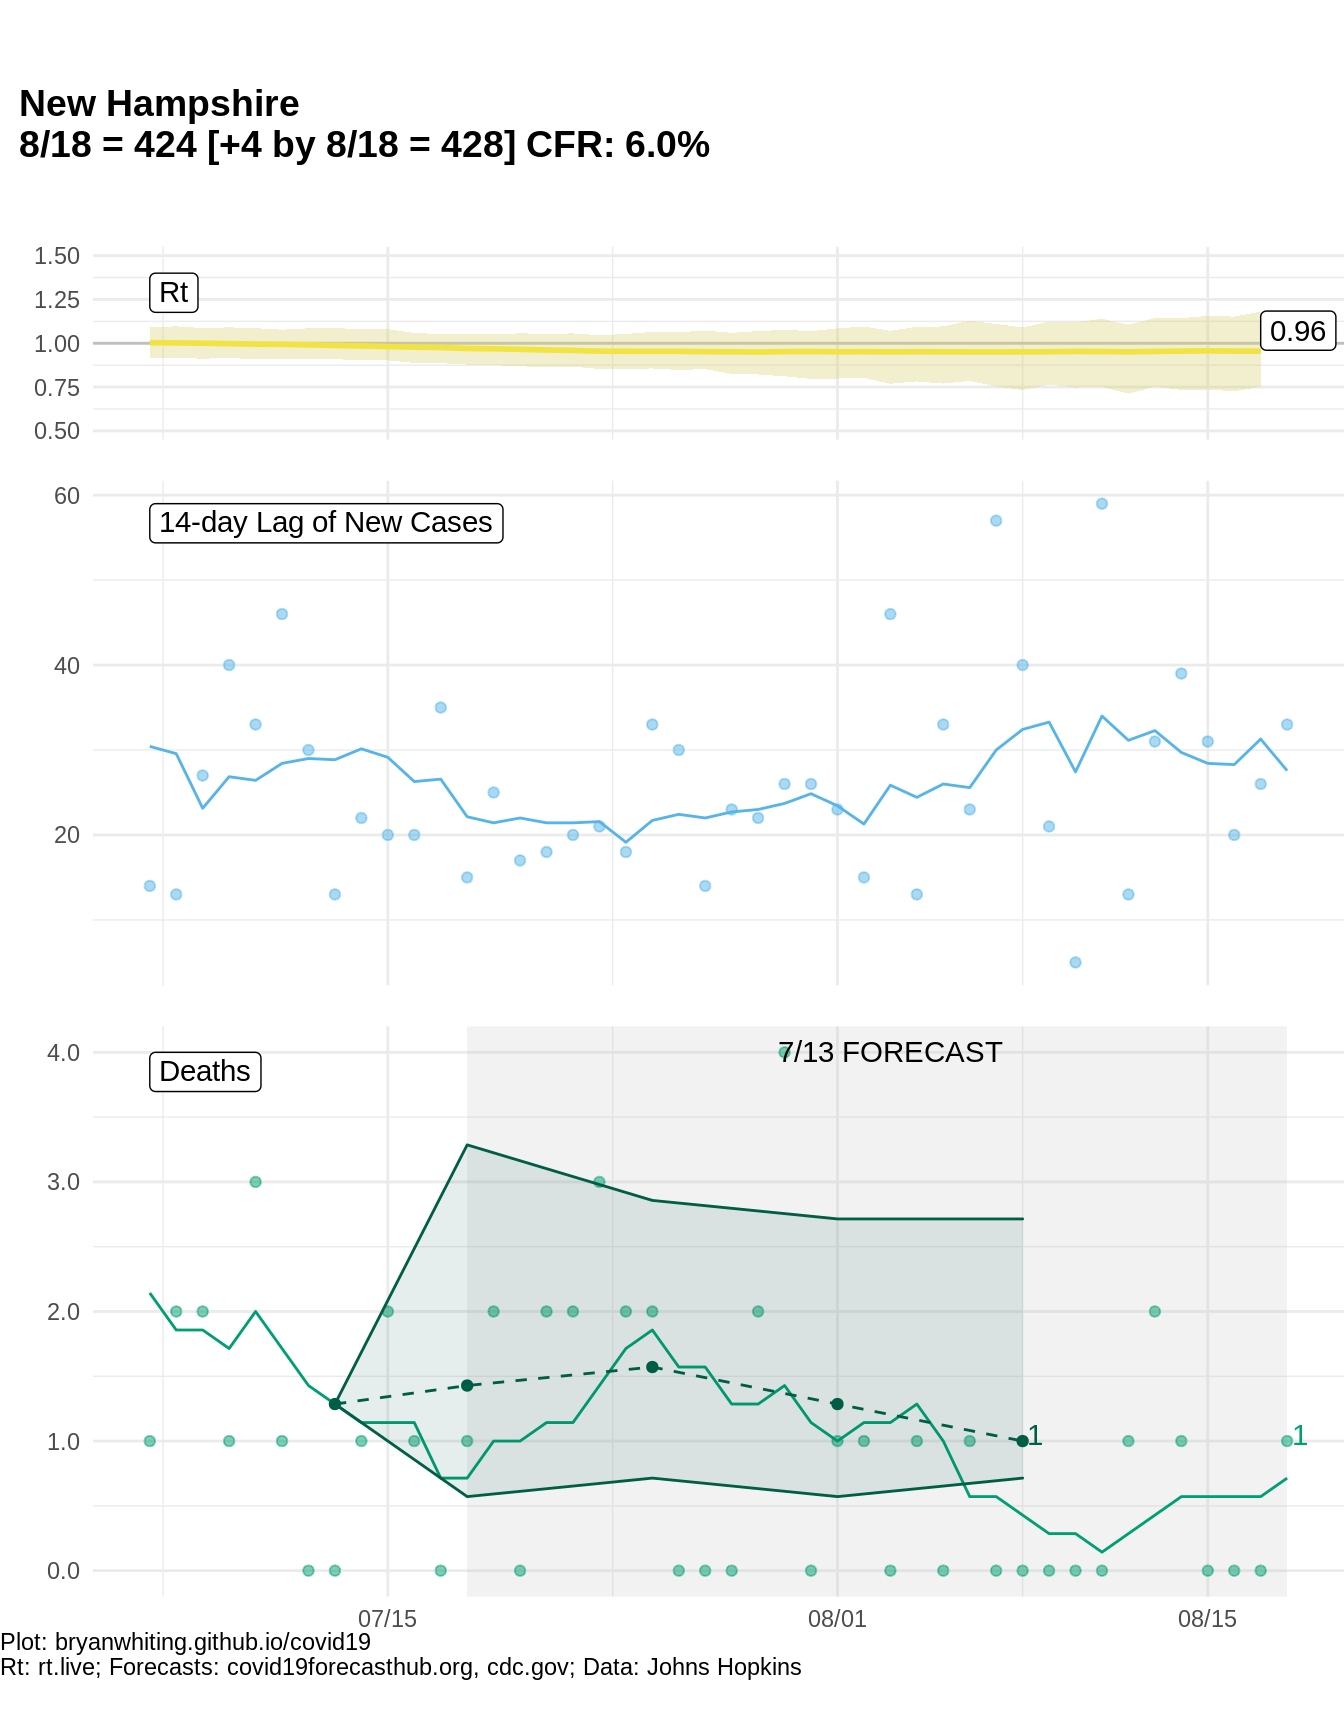 New Hampshire
8/18 = 424 [+4 by 8/18 = 428] CFR: 6.0%
1.50
Rt
1.25
0.96
1.00
0.75
0.50
60
14-day Lag of New Cases
40
20
4.0
7/13 FORECAST
Deaths
3.0
2.0
1.0
1
1
0.0
07/15
08/01
08/15
Plot: bryanwhiting.github.io/covid19
Rt: rt.live; Forecasts: covid19forecasthub.org, cdc.gov; Data: Johns Hopkins